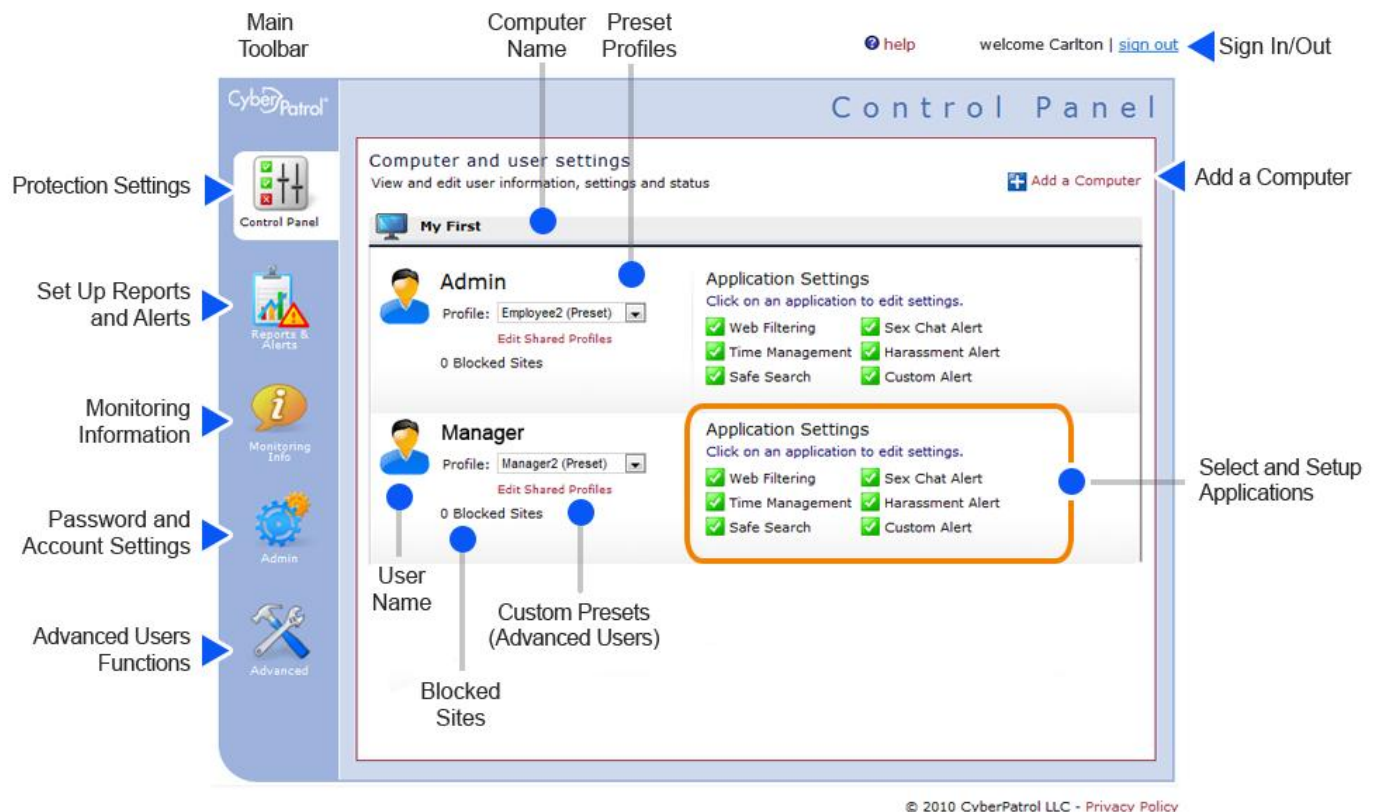 Main
Toolbar
Computer
Name
Preset
Profiles
help
welcome Carlton | sign out
Sign In/Out
CyberPatrol®
Control Panel
Protection Settings
Control Panel
Computer and user settings
View and edit user information, settings and status
Add a Computer
Add a Computer
My First
Set Up Reports
and Alerts
Reports &
Alerts
Admin
Profile: Employee2 (Preset)
Edit Shared Profiles
0 Blocked Sites
Application Settings
Click on an application to edit settings.
Web Filtering
Sex Chat Alert
Time Management
Harassment Alert
Safe Search
Custom Alert
Monitoring
Information
Monitoring
Info
Manager
Profile: Manager2 (Preset)
Edit Shared Profiles
0 Blocked Sites
Application Settings
Click on an application to edit settings.
Web Filtering
Sex Chat Alert
Time Management
Harassment Alert
Safe Search
Custom Alert
Select and Setup
Applications
Password and
Account Settings
Admin
User
Name
Custom Presets
(Advanced Users)
Advanced Users
Functions
Advanced
Blocked
Sites
© 2010 CyberPatrol LLC - Privacy Policy